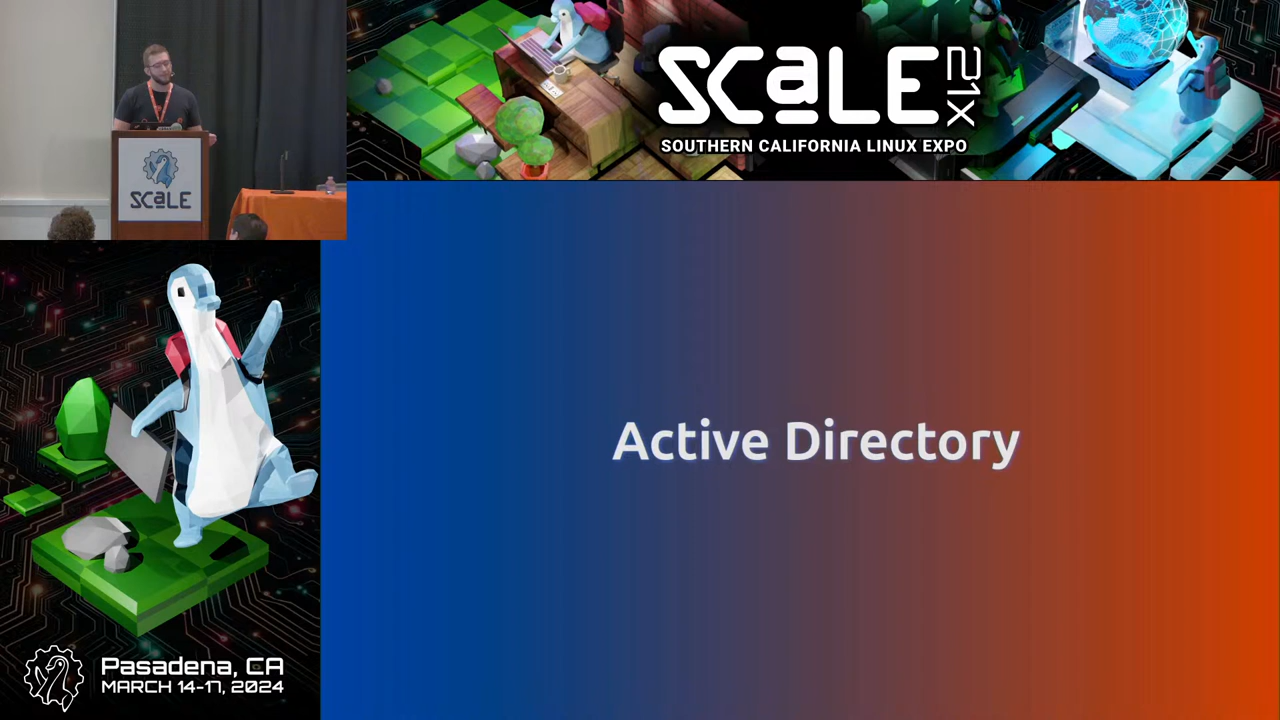 SCALE
21X
SOUTHERN CALIFORNIA LINUX EXPO
SCALE
Active Directory
Pasadena, CA
MARCH 14-17, 2024